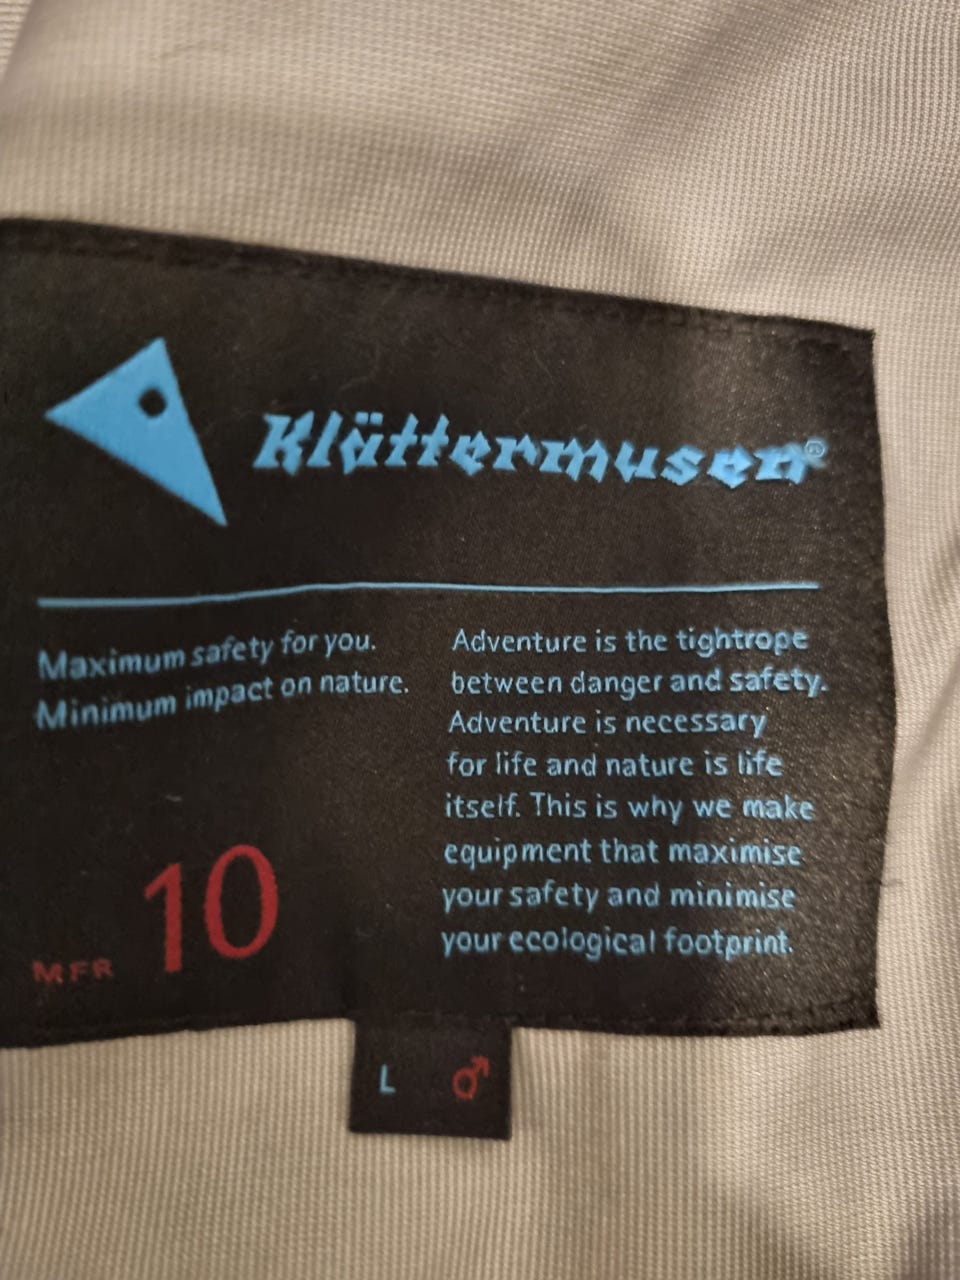 Klättermusen®
Maximum safety for you.
Minimum impact on nature.
Adventure is the tightrope
between danger and safety.
Adventure is necessary
for life and nature is life
itself. This is why we make
equipment that maximise
your safety and minimise
your ecological footprint.
MFR 10
L ♂